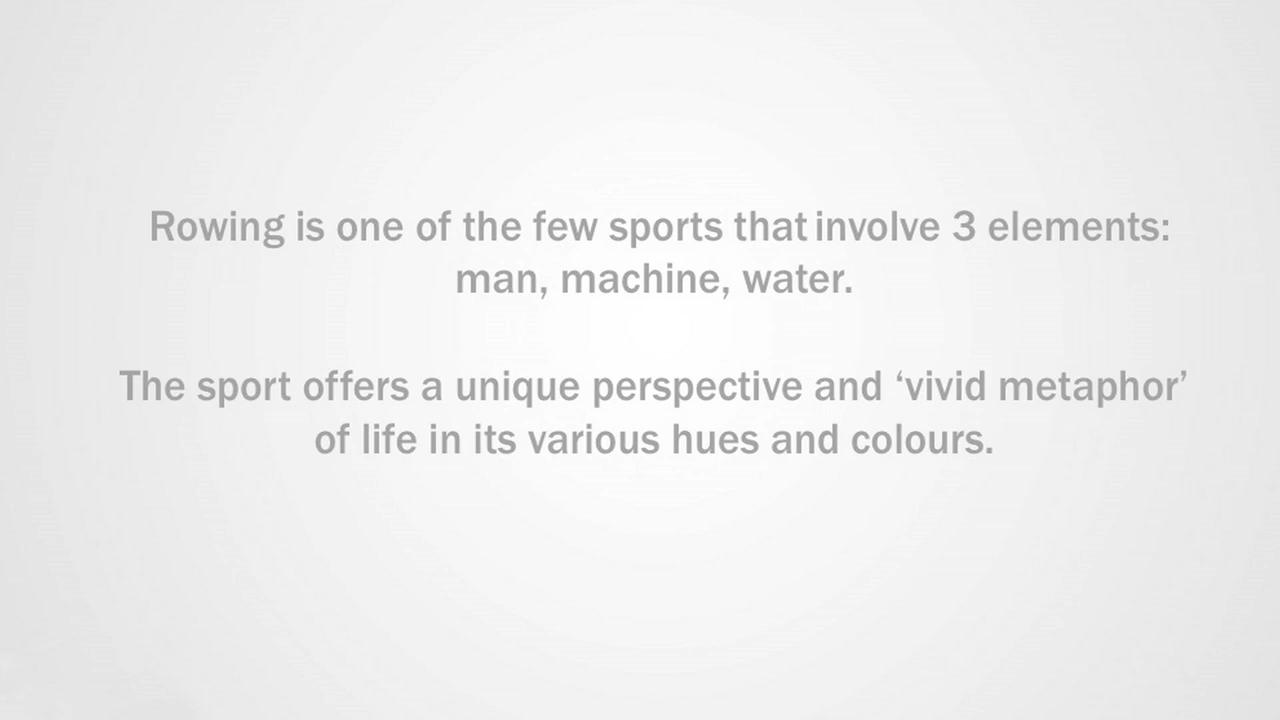 Rowing is one of the few sports that involve 3 elements:
man, machine, water.
The sport offers a unique perspective and ‘vivid metaphor’
of life in its various hues and colours.